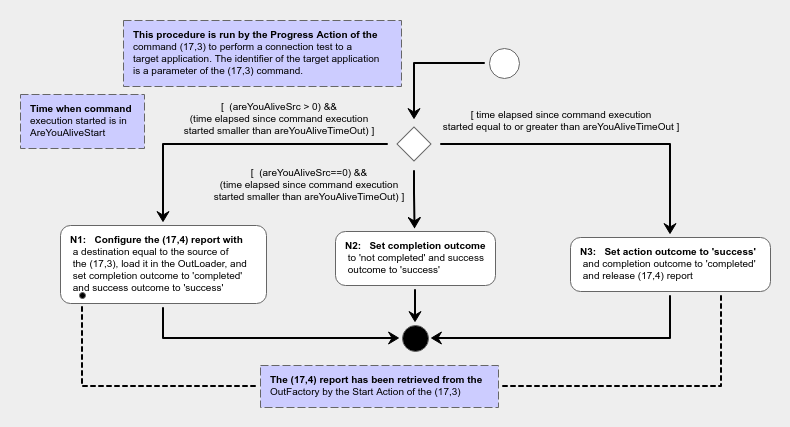 This procedure is run by the Progress Action of the
command (17,3) to perform a connection test to a
target application. The identifier of the target application
is a parameter of the (17,3) command.
Time when command
execution started is in
AreYouAliveStart
[ (areYouAliveSrc > 0) &&
(time elapsed since command execution
started smaller than areYouAliveTimeOut) ]
[ time elapsed since command execution
started equal to or greater than areYouAliveTimeOut ]
[ (areYouAliveSrc==0) &&
(time elapsed since command execution
started smaller than areYouAliveTimeOut) ]
N1: Configure the (17,4) report with
a destination equal to the source of
the (17,3), load it in the OutLoader, and
set completion outcome to 'completed'
and success outcome to 'success'
N2: Set completion outcome
to 'not completed' and success
outcome to 'success'
N3: Set action outcome to 'success'
and completion outcome to 'completed'
and release (17,4) report
The (17,4) report has been retrieved from the
OutFactory by the Start Action of the (17,3)